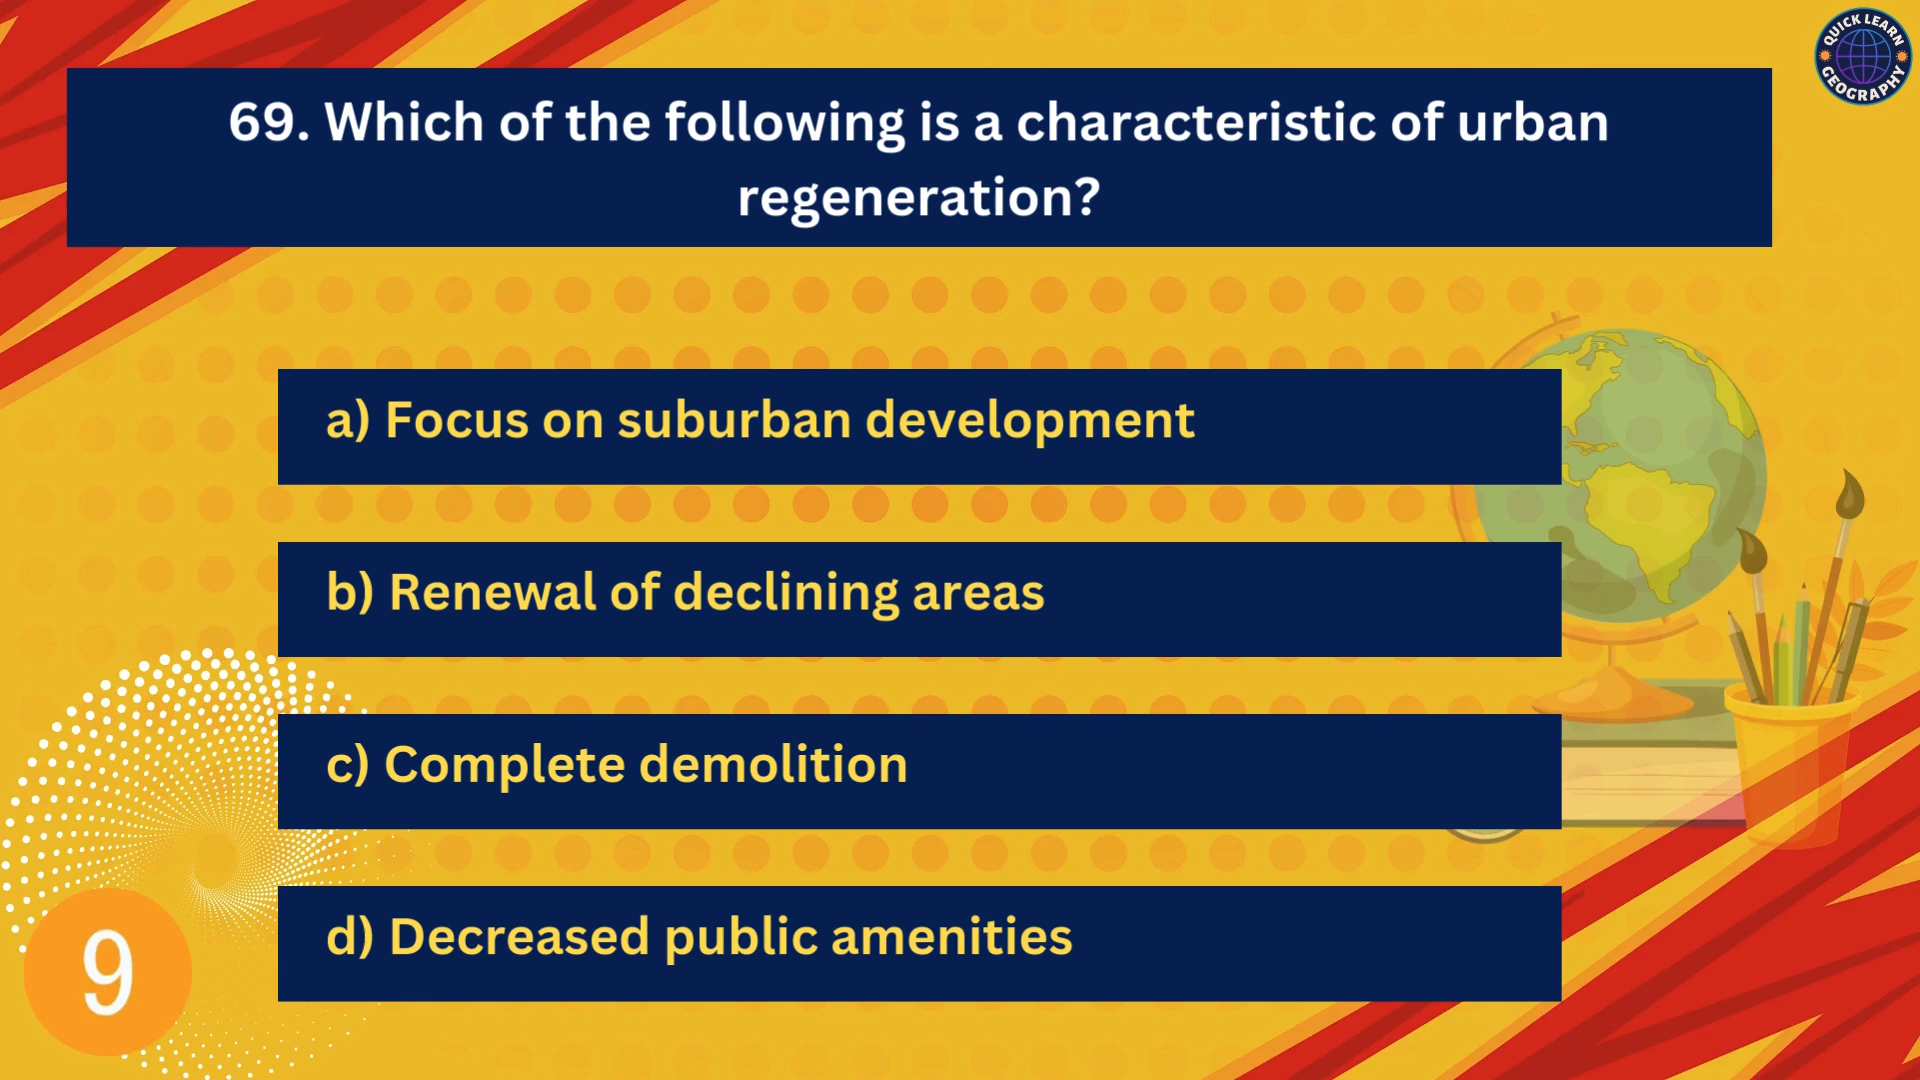 QUICK LEARN
GEOGRAPHY
69. Which of the following is a characteristic of urban
regeneration?
a) Focus on suburban development
b) Renewal of declining areas
c) Complete demolition
d) Decreased public amenities
9